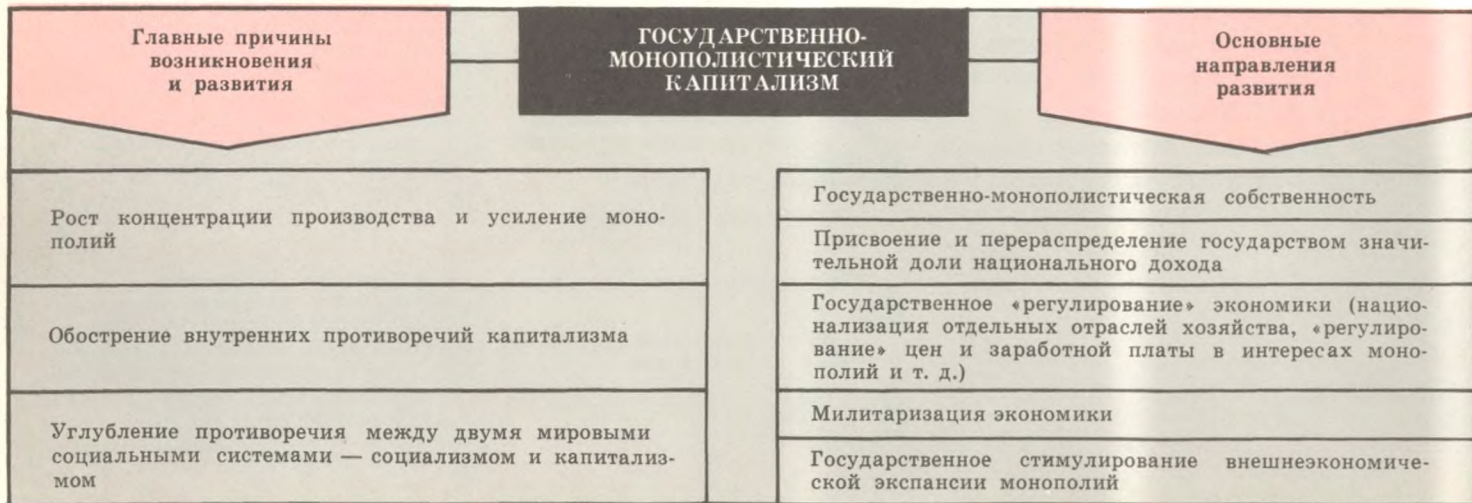 Главные причины
возникновения
и развития
ГОСУДАРСТВЕННО-
МОНОПОЛИСТИЧЕСКИЙ
КАПИТАЛИЗМ
Основные
направления
развития
Рост концентрации производства и усиление моно-
полий
Обострение внутренних противоречий капитализма
Углубление противоречия между двумя мировыми
социальными системами — социализмом и капитализ-
мом
Государственно-монополистическая собственность
Присвоение и перераспределение государством значи-
тельной доли национального дохода
Государственное «регулирование» экономики (нацио-
нализация отдельных отраслей хозяйства, «регулиро-
вание» цен и заработной платы в интересах моно-
полий и т. д.)
Милитаризация экономики
Государственное стимулирование внешнеэкономиче-
ской экспансии монополий